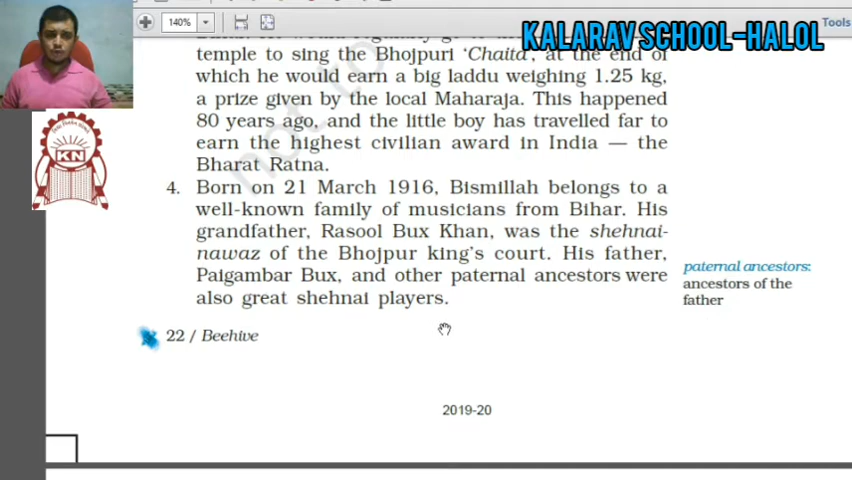 140%
Tools
KALARAV SCHOOL-HALOL
temple to sing the Bhojpuri ‘Chaita’, at the end of
which he would earn a big laddu weighing 1.25 kg,
a prize given by the local Maharaja. This happened
80 years ago, and the little boy has travelled far to
earn the highest civilian award in India — the
Bharat Ratna.
4. Born on 21 March 1916, Bismillah belongs to a
well-known family of musicians from Bihar. His
grandfather, Rasool Bux Khan, was the shehnai-
nawaz of the Bhojpur king’s court. His father,
Paigambar Bux, and other paternal ancestors were
also great shehnai players.
paternal ancestors:
ancestors of the
father
22 / Beehive
2019-20
KN
not to